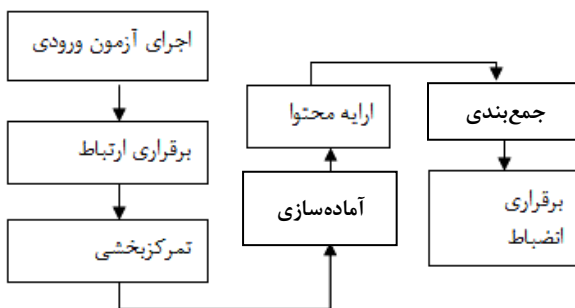 اجرای آزمون ورودی
برقراری ارتباط
تمرکزبخشی
آماده‌سازی
ارایه محتوا
جمع‌بندی
برقراری
انضباط